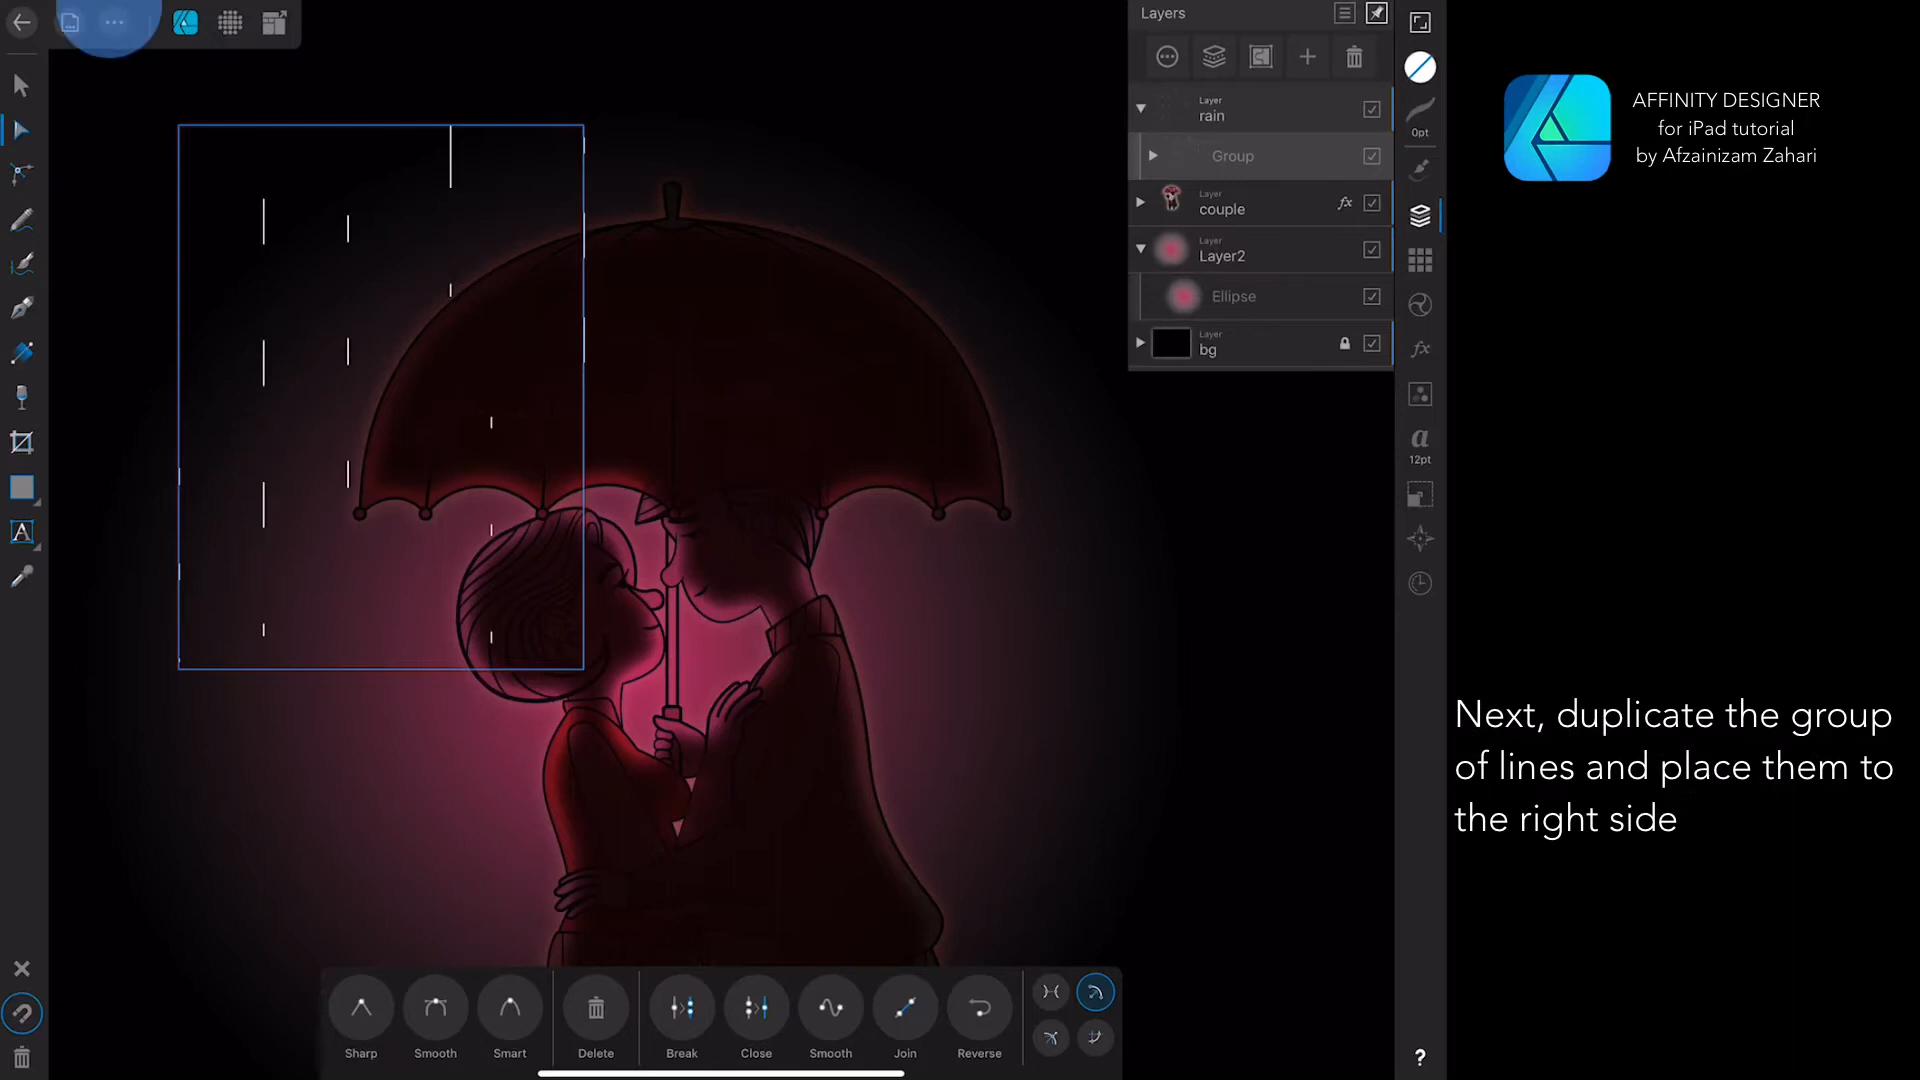 Layers
Layer
rain
Group
Layer
couple
fx
Layer
Layer2
Ellipse
Layer
bg
0pt
fx
a
12pt
A
?
AFFINITY DESIGNER
for iPad tutorial
by Afzainizam Zahari
Next, duplicate the group
of lines and place them to
the right side
Sharp
Smooth
Smart
Delete
Break
Close
Smooth
Join
Reverse